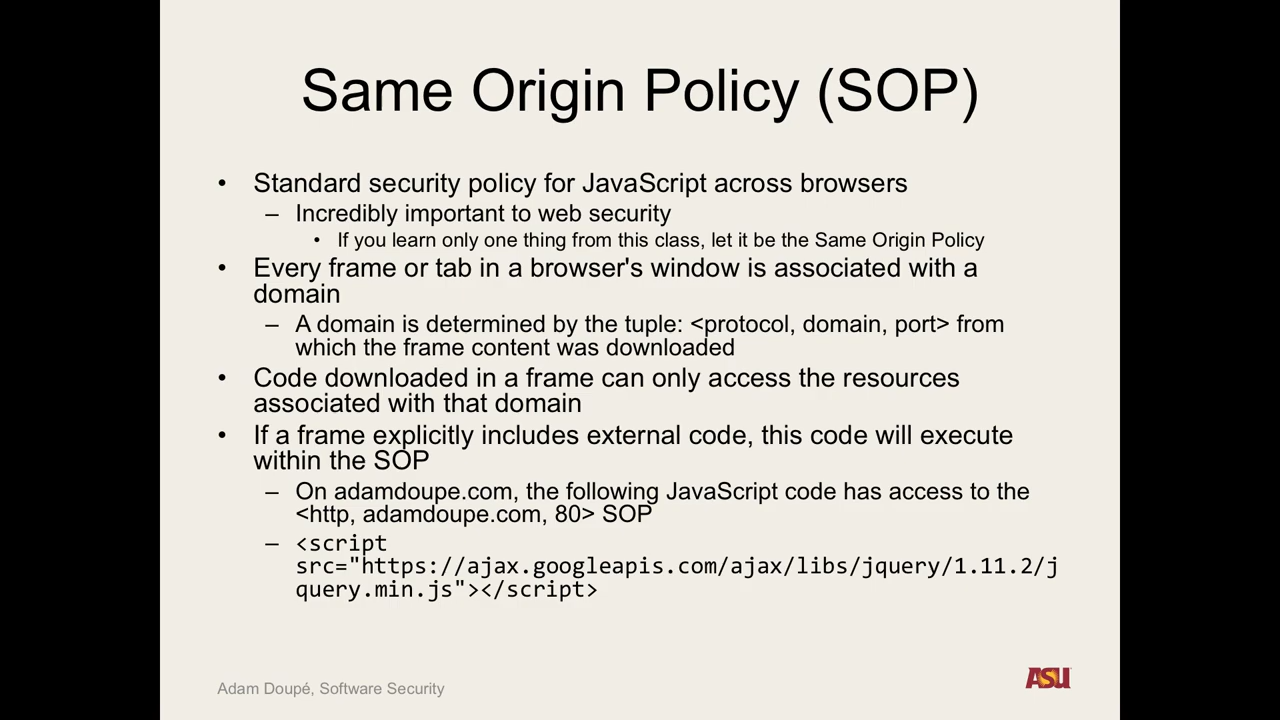 Same Origin Policy (SOP)
• Standard security policy for JavaScript across browsers
– Incredibly important to web security
• If you learn only one thing from this class, let it be the Same Origin Policy
• Every frame or tab in a browser's window is associated with a
domain
– A domain is determined by the tuple: <protocol, domain, port> from
which the frame content was downloaded
• Code downloaded in a frame can only access the resources
associated with that domain
• If a frame explicitly includes external code, this code will execute
within the SOP
– On adamdoupe.com, the following JavaScript code has access to the
<http, adamdoupe.com, 80> SOP
– <script
src="https://ajax.googleapis.com/ajax/libs/jquery/1.11.2/j
query.min.js"></script>
Adam Doupé, Software Security
ASU